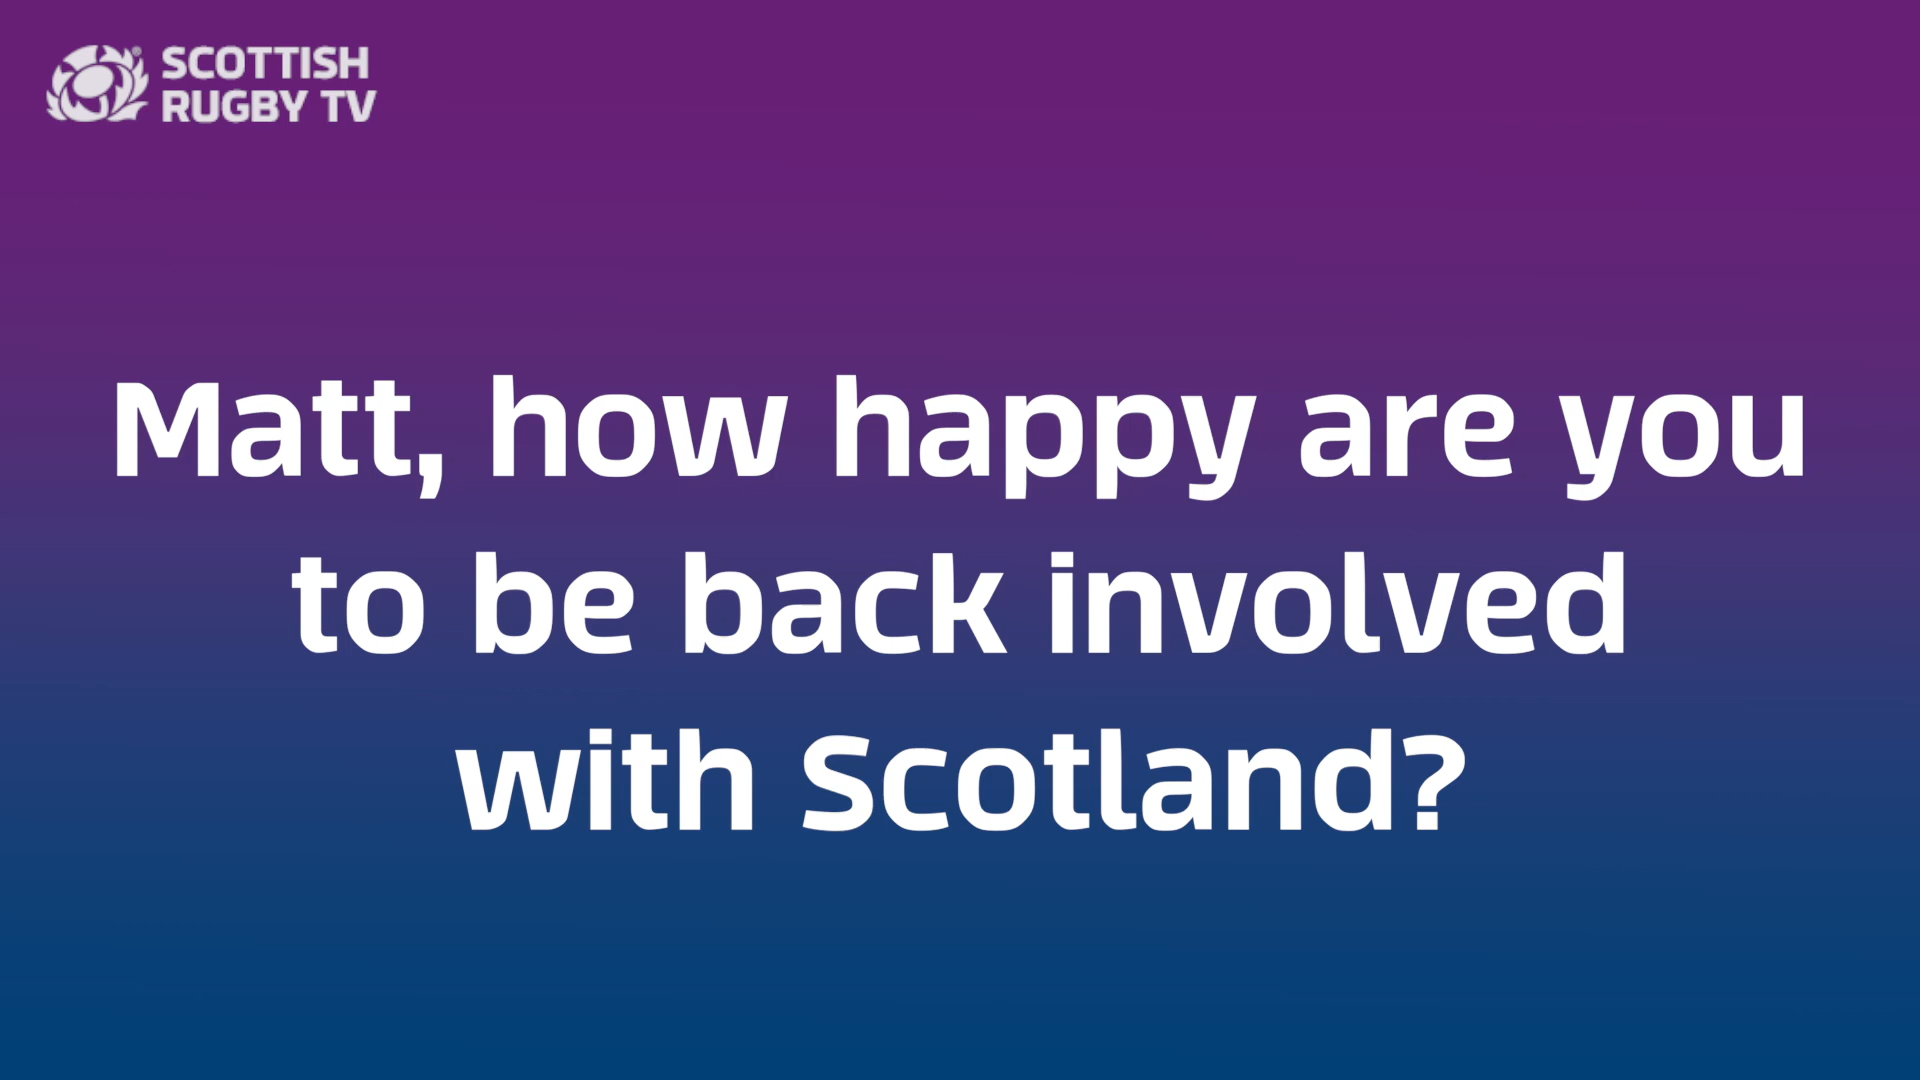 SCOTTISH
RUGBY TV
Matt, how happy are you
to be back involved
with Scotland?